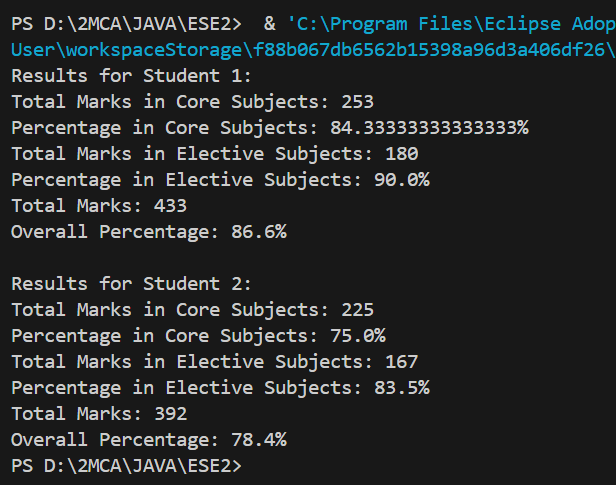 PS D:\2MCA\JAVA\ESE2>  & 'C:\Program Files\Eclipse Adop
User\workspaceStorage\f88b067db6562b15398a96d3a406df26\
Results for Student 1:
Total Marks in Core Subjects: 253
Percentage in Core Subjects: 84.33333333333333%
Total Marks in Elective Subjects: 180
Percentage in Elective Subjects: 90.0%
Total Marks: 433
Overall Percentage: 86.6%

Results for Student 2:
Total Marks in Core Subjects: 225
Percentage in Core Subjects: 75.0%
Total Marks in Elective Subjects: 167
Percentage in Elective Subjects: 83.5%
Total Marks: 392
Overall Percentage: 78.4%
PS D:\2MCA\JAVA\ESE2>